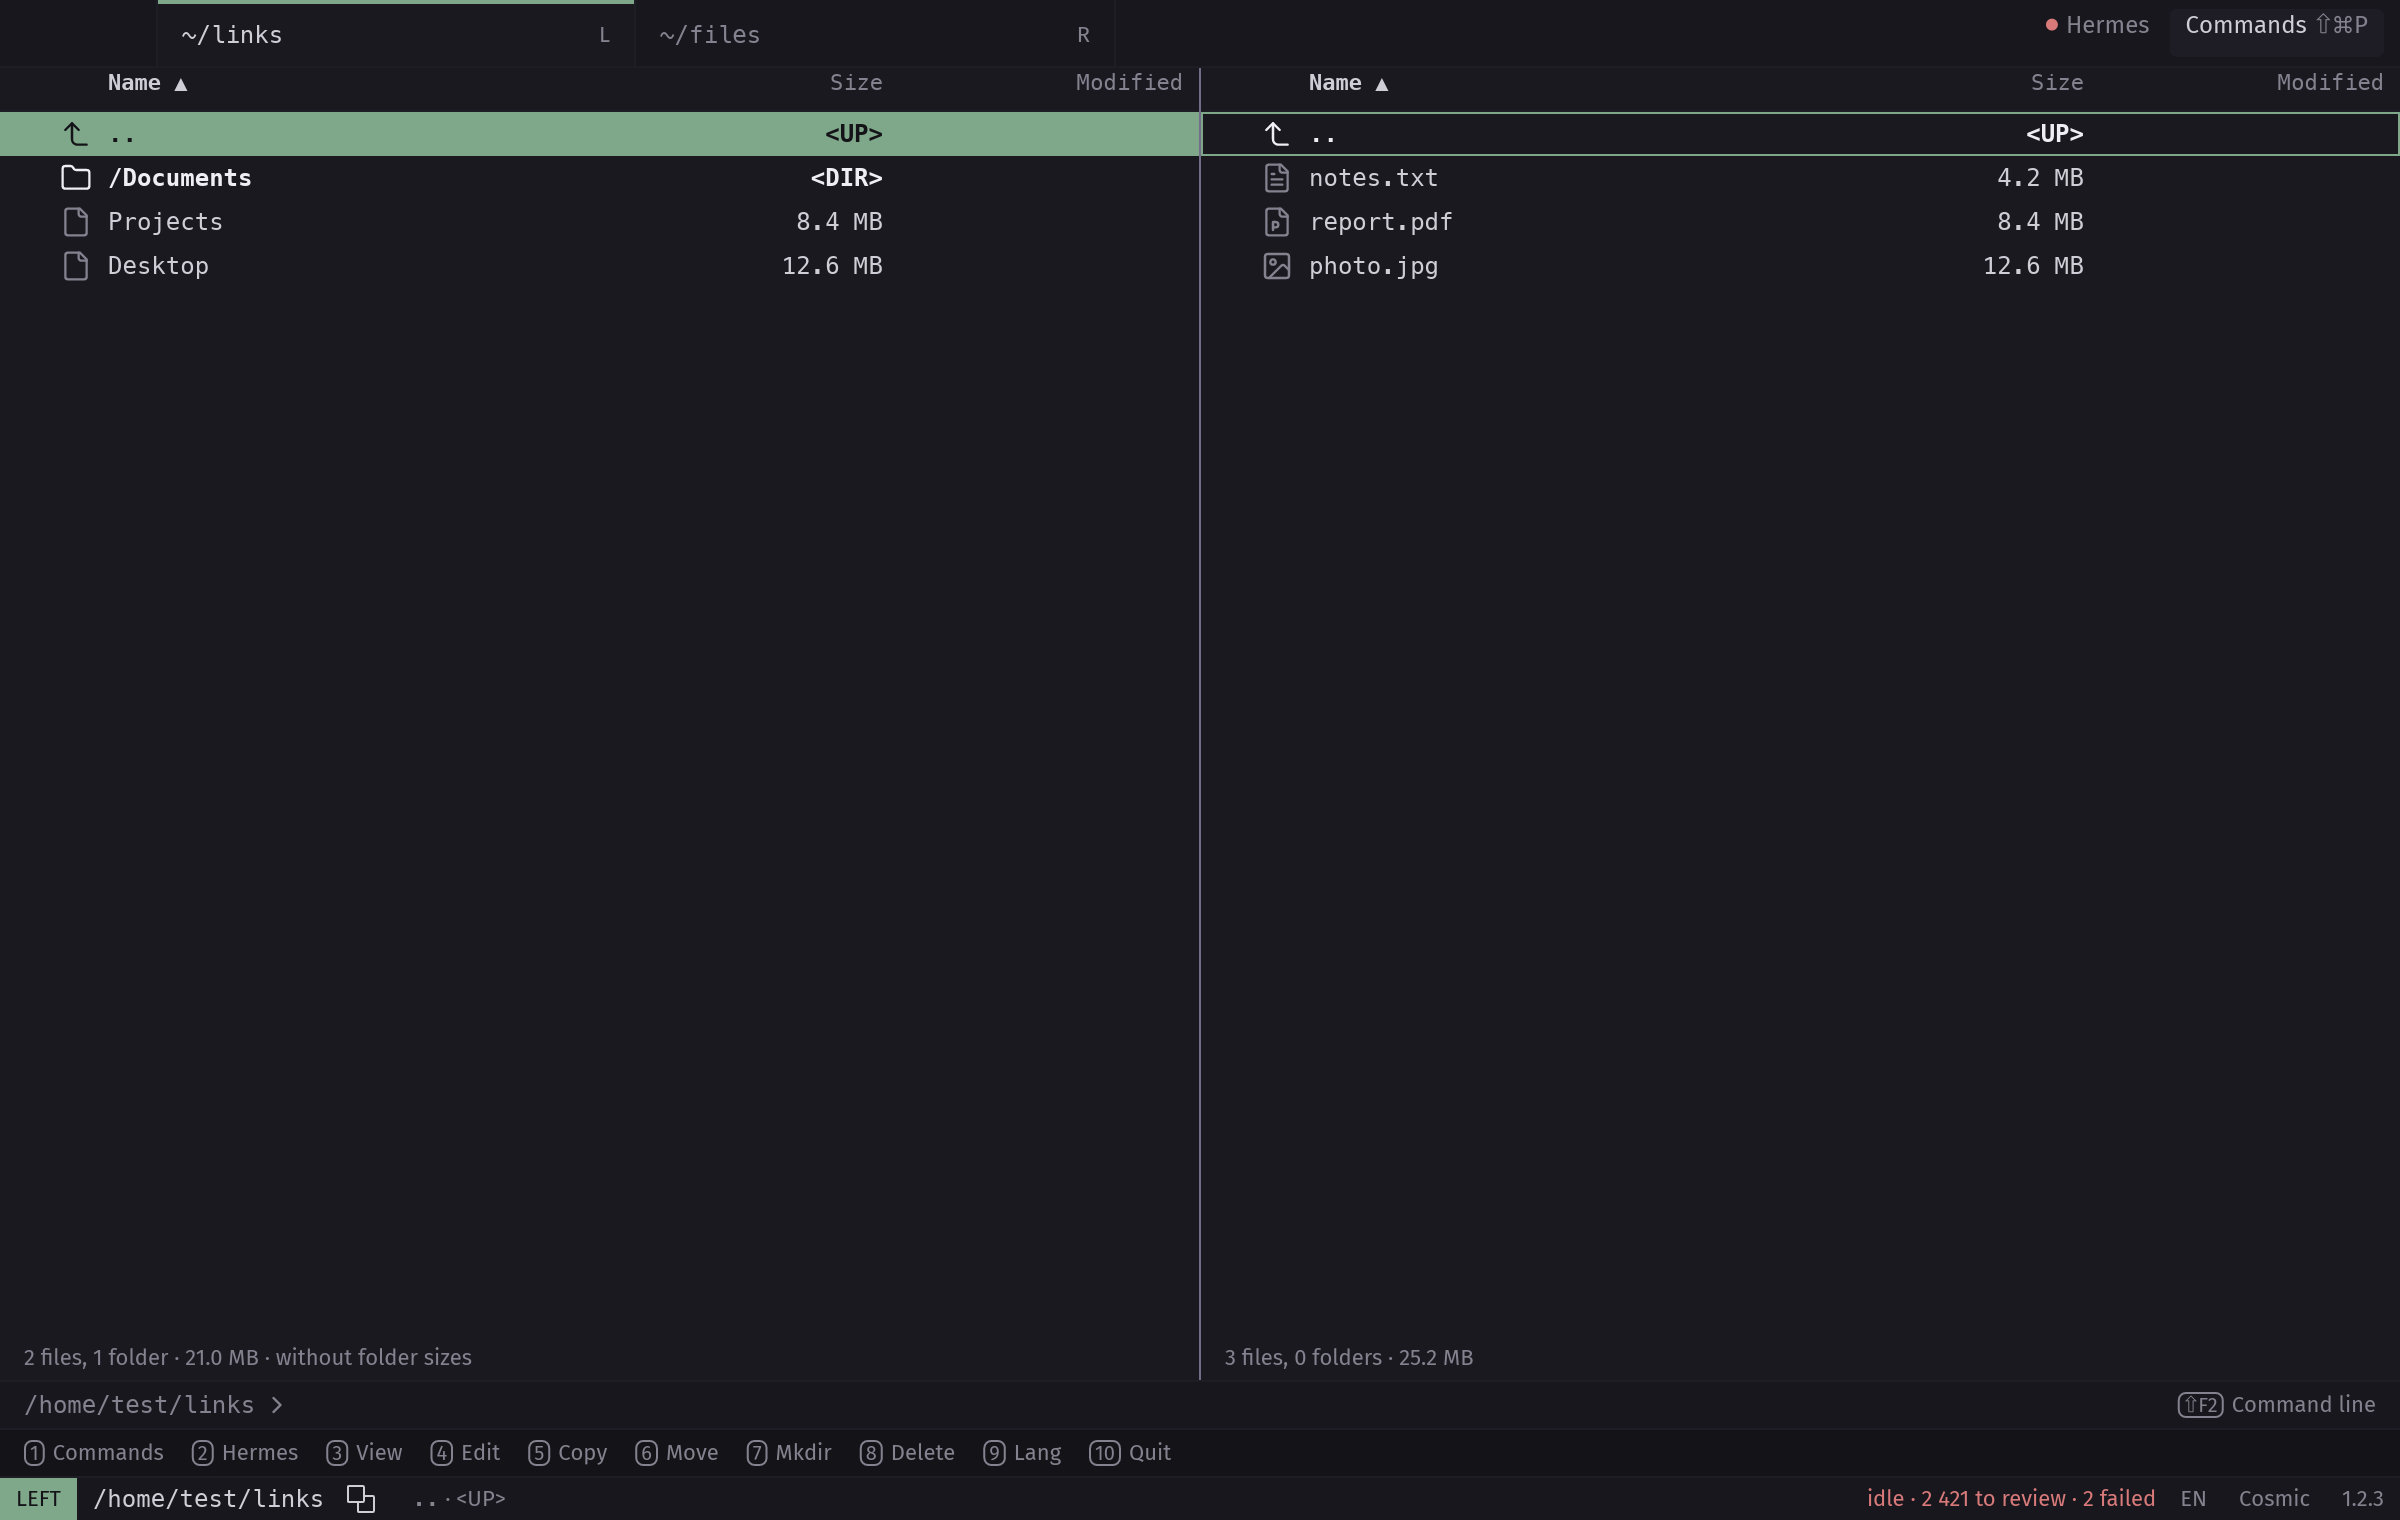 ~/links L ~/files R Hermes Commands ⇧⌘P
Name ▲ Size Modified
.. <UP>
/Documents <DIR>
Projects 8.4 MB
Desktop 12.6 MB
2 files, 1 folder · 21.0 MB · without folder sizes
Name ▲ Size Modified
.. <UP>
notes.txt 4.2 MB
report.pdf 8.4 MB
photo.jpg 12.6 MB
3 files, 0 folders · 25.2 MB
/home/test/links > ⇧F2 Command line
1 Commands 2 Hermes 3 View 4 Edit 5 Copy 6 Move 7 Mkdir 8 Delete 9 Lang 10 Quit
LEFT /home/test/links .. · <UP> idle · 2 421 to review · 2 failed EN Cosmic 1.2.3